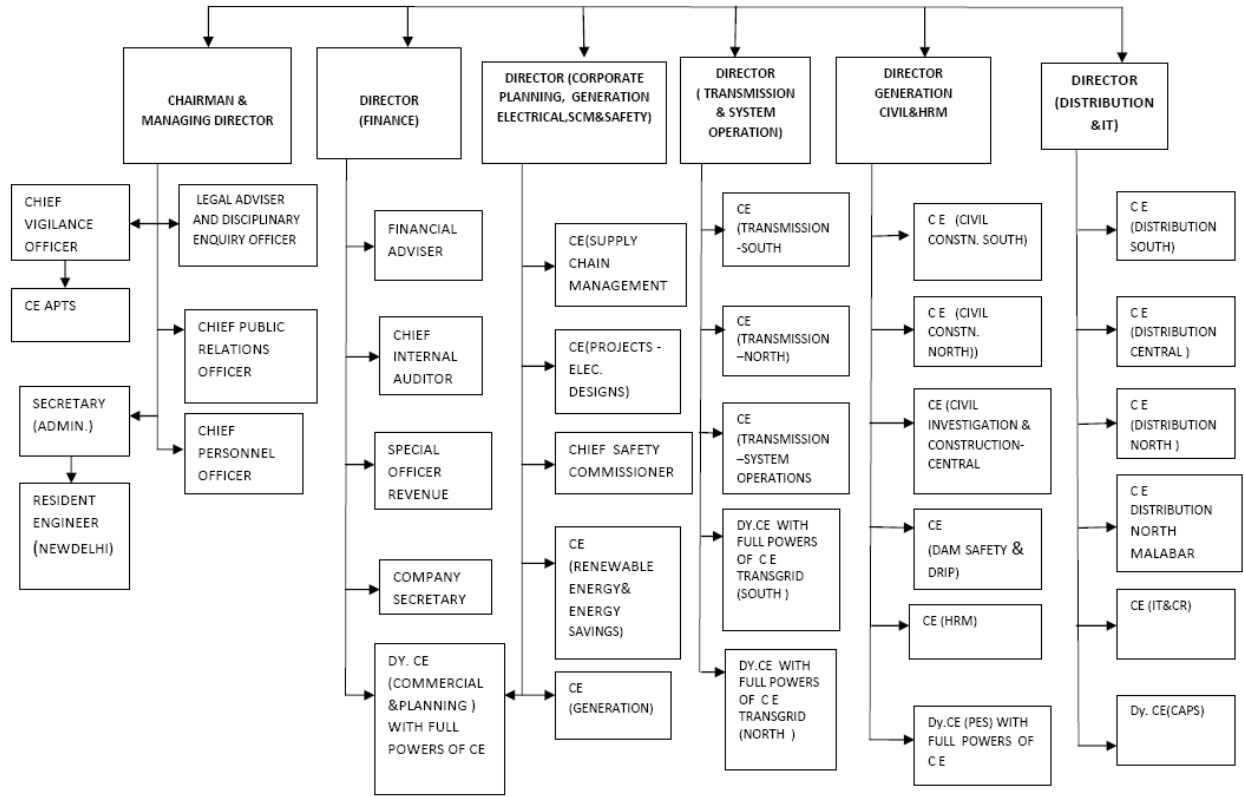 CHAIRMAN &
MANAGING DIRECTOR
DIRECTOR
(FINANCE)
DIRECTOR (CORPORATE
PLANNING, GENERATION
ELECTRICAL,SCM&SAFETY)
DIRECTOR
( TRANSMISSION
& SYSTEM
OPERATION)
DIRECTOR
GENERATION
CIVIL&HRM
DIRECTOR
(DISTRIBUTION
&IT)
CHIEF
VIGILANCE
OFFICER
LEGAL ADVISER
AND DISCIPLINARY
ENQUIRY OFFICER
CE APTS
CHIEF PUBLIC
RELATIONS
OFFICER
SECRETARY
(ADMIN.)
CHIEF
PERSONNEL
OFFICER
RESIDENT
ENGINEER
(NEWDELHI)
FINANCIAL
ADVISER
CHIEF
INTERNAL
AUDITOR
SPECIAL
OFFICER
REVENUE
COMPANY
SECRETARY
DY. CE
(COMMERCIAL
&PLANNING )
WITH FULL
POWERS OF CE
CE(SUPPLY
CHAIN
MANAGEMENT
CE(PROJECTS -
ELEC.
DESIGNS)
CHIEF SAFETY
COMMISSIONER
CE
(RENEWABLE
ENERGY&
ENERGY
SAVINGS)
CE
(GENERATION)
CE
(TRANSMISSION
-SOUTH
CE
(TRANSMISSION
–NORTH)
CE
(TRANSMISSION
–SYSTEM
OPERATIONS
DY.CE WITH
FULL POWERS
OF C E
TRANSGRID
(SOUTH )
DY.CE WITH
FULL POWERS
OF C E
TRANSGRID
(NORTH )
C E (CIVIL
CONSTN. SOUTH)
C E (CIVIL
CONSTN.
NORTH))
CE (CIVIL
INVESTIGATION &
CONSTRUCTION-
CENTRAL
CE
(DAM SAFETY &
DRIP)
CE (HRM)
Dy.CE (PES) WITH
FULL POWERS OF
C E
C E
(DISTRIBUTION
SOUTH)
C E
(DISTRIBUTION
CENTRAL )
C E
(DISTRIBUTION
NORTH )
C E
DISTRIBUTION
NORTH
MALABAR
CE (IT&CR)
Dy. CE(CAPS)